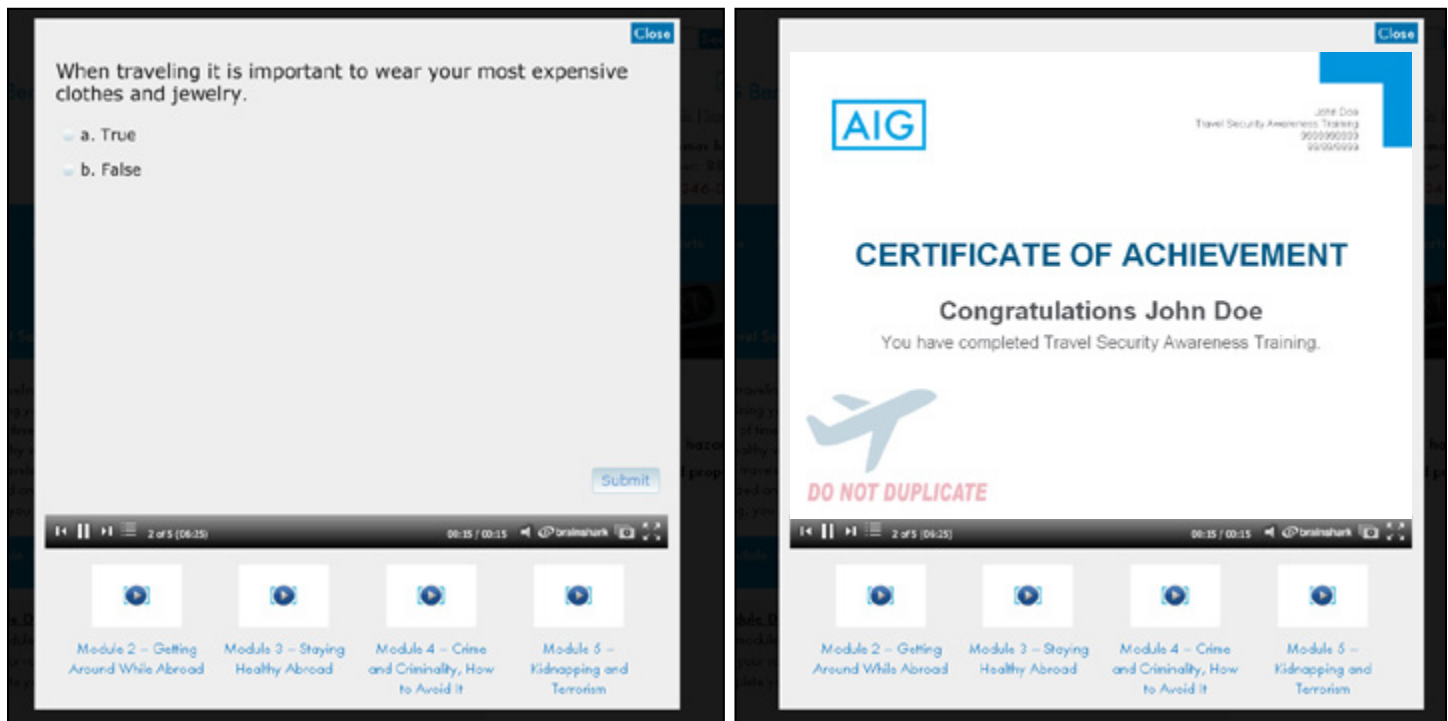 Close
When traveling it is important to wear your most expensive
clothes and jewelry.
a. True
b. False
Submit
2 of 5 (06:25)
00:15 / 00:15
brainshark
Module 2 – Getting
Around While Abroad
Module 3 – Staying
Healthy Abroad
Module 4 – Crime
and Criminality, How
to Avoid It
Module 5 –
Kidnapping and
Terrorism
Close
AIG
John Doe
Travel Security Awareness Training
9999999999
99/99/9999
CERTIFICATE OF ACHIEVEMENT
Congratulations John Doe
You have completed Travel Security Awareness Training.
DO NOT DUPLICATE
2 of 5 (06:25)
00:15 / 00:15
brainshark
Module 2 – Getting
Around While Abroad
Module 3 – Staying
Healthy Abroad
Module 4 – Crime
and Criminality, How
to Avoid It
Module 5 –
Kidnapping and
Terrorism